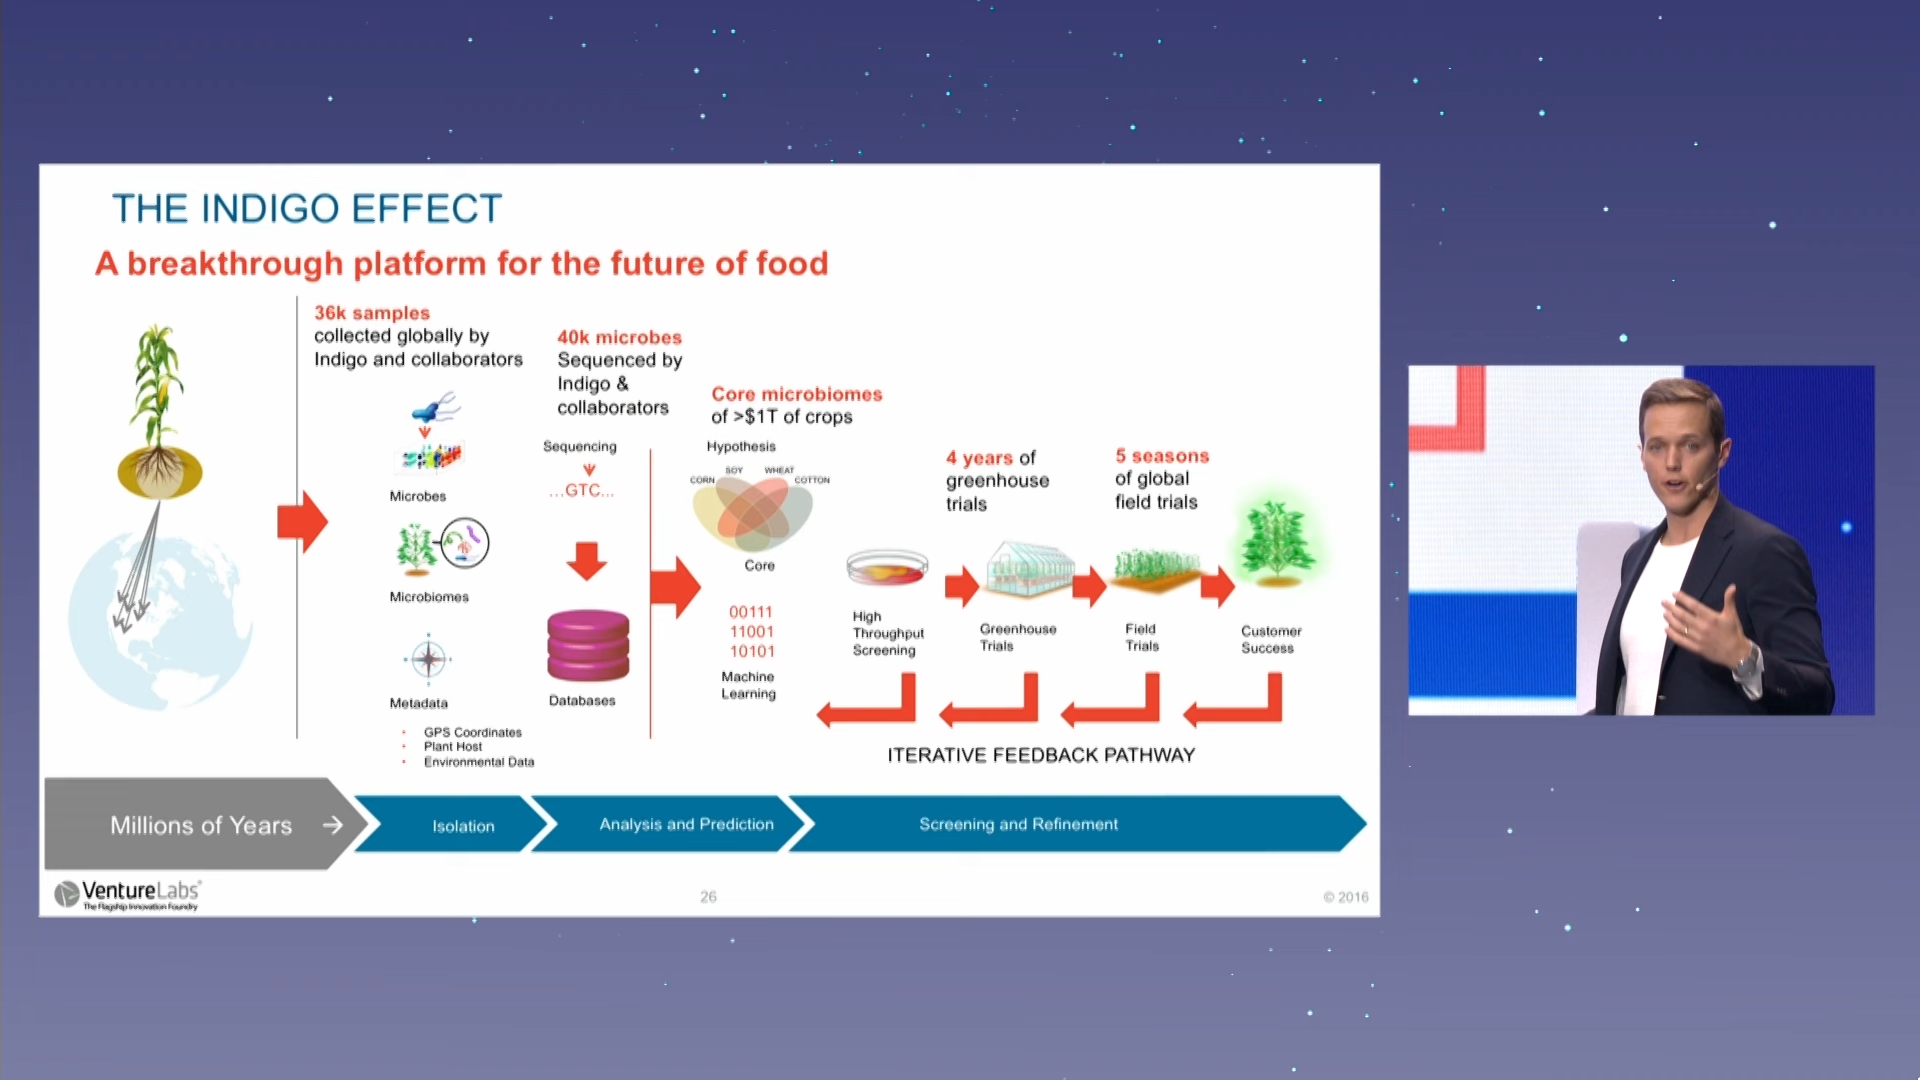 THE INDIGO EFFECT
A breakthrough platform for the future of food
36k samples
collected globally by
Indigo and collaborators
Microbes
Microbiomes
Metadata
GPS Coordinates
Plant Host
Environmental Data
40k microbes
Sequenced by
Indigo &
collaborators
Sequencing
...GTC...
Databases
Core microbiomes
of >$1T of crops
Hypothesis
CORN
SOY
WHEAT
COTTON
Core
00111
11001
10101
Machine
Learning
High
Throughput
Screening
4 years of
greenhouse
trials
Greenhouse
Trials
5 seasons
of global
field trials
Field
Trials
Customer
Success
ITERATIVE FEEDBACK PATHWAY
Millions of Years →
Isolation
Analysis and Prediction
Screening and Refinement
VentureLabs®
The Flagship Innovation Foundry
26
© 2016